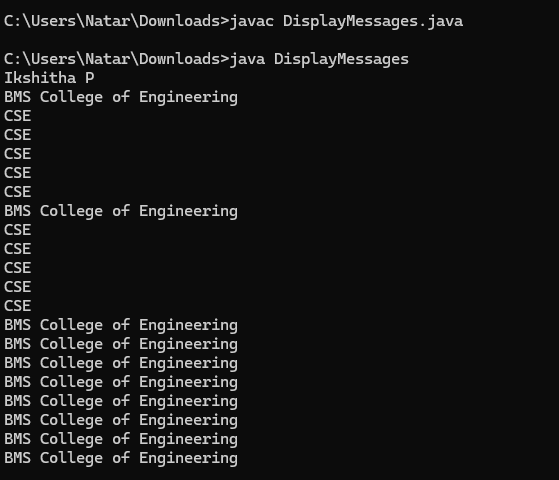 C:\Users\Natar\Downloads>javac DisplayMessages.java
C:\Users\Natar\Downloads>java DisplayMessages
Ikshitha P
BMS College of Engineering
CSE
CSE
CSE
CSE
CSE
BMS College of Engineering
CSE
CSE
CSE
CSE
CSE
BMS College of Engineering
BMS College of Engineering
BMS College of Engineering
BMS College of Engineering
BMS College of Engineering
BMS College of Engineering
BMS College of Engineering
BMS College of Engineering